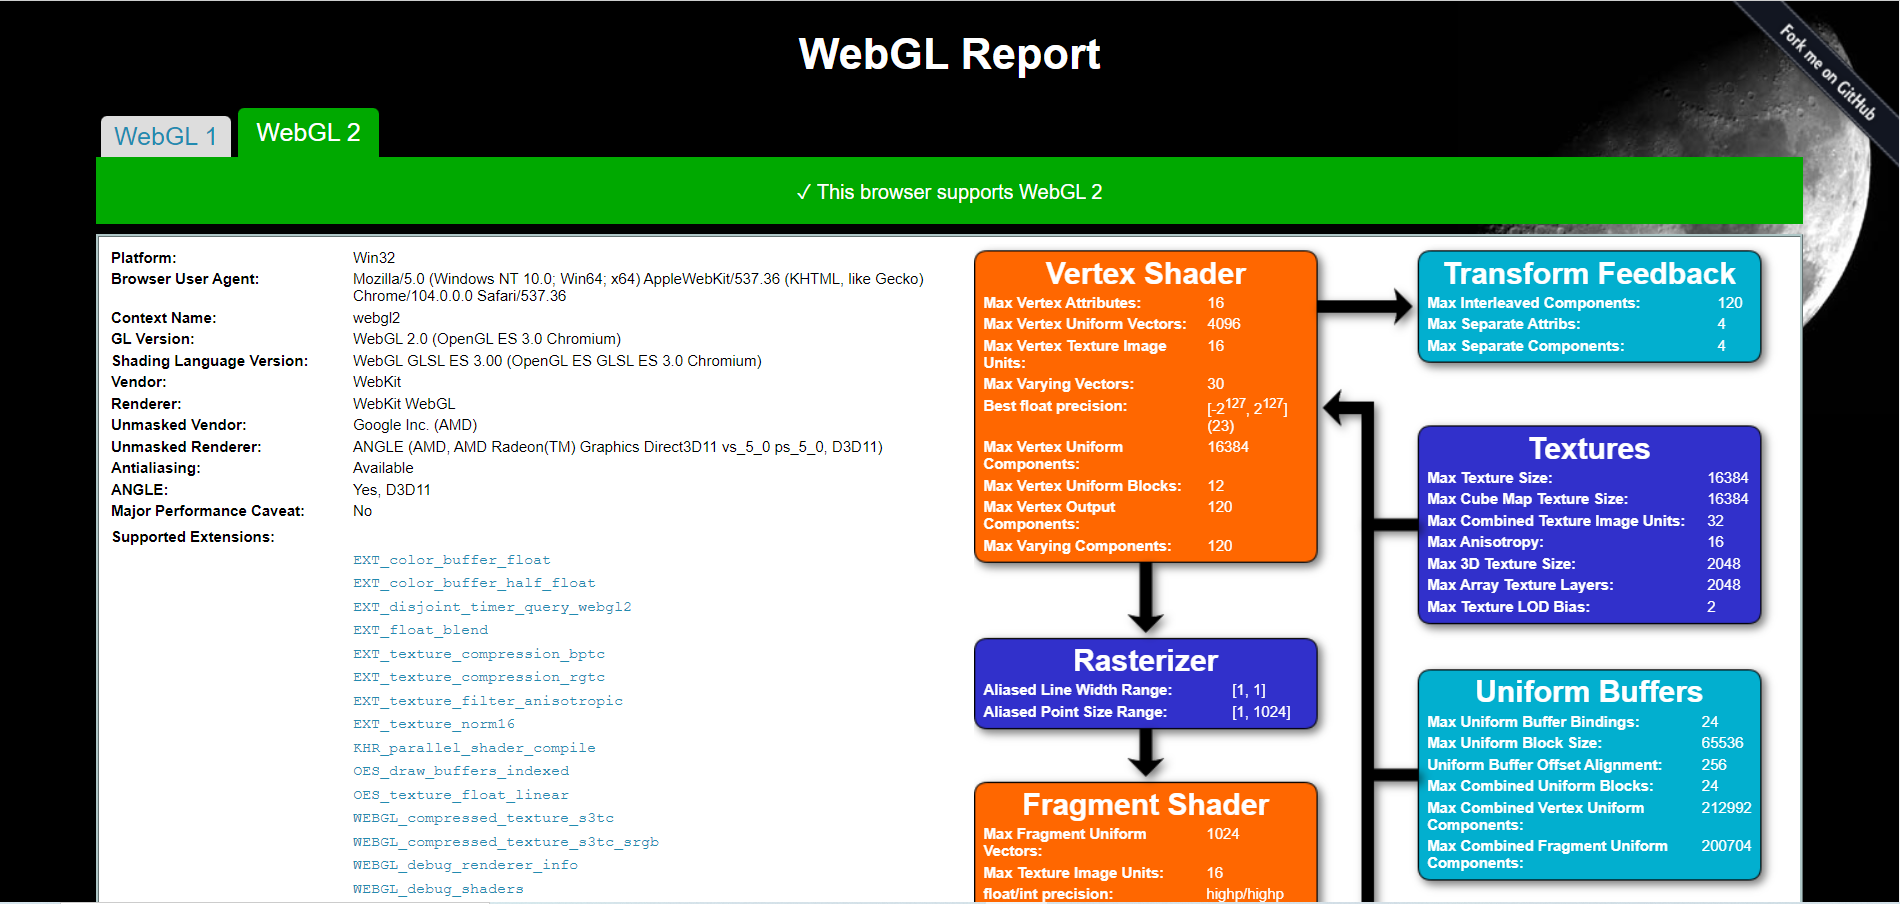 WebGL Report
Fork me on GitHub
WebGL 1
WebGL 2
✓ This browser supports WebGL 2
Platform: Win32
Browser User Agent: Mozilla/5.0 (Windows NT 10.0; Win64; x64) AppleWebKit/537.36 (KHTML, like Gecko)
Chrome/104.0.0.0 Safari/537.36
Context Name: webgl2
GL Version: WebGL 2.0 (OpenGL ES 3.0 Chromium)
Shading Language Version: WebGL GLSL ES 3.00 (OpenGL ES GLSL ES 3.0 Chromium)
Vendor: WebKit
Renderer: WebKit WebGL
Unmasked Vendor: Google Inc. (AMD)
Unmasked Renderer: ANGLE (AMD, AMD Radeon(TM) Graphics Direct3D11 vs_5_0 ps_5_0, D3D11)
Antialiasing: Available
ANGLE: Yes, D3D11
Major Performance Caveat: No
Supported Extensions:
EXT_color_buffer_float
EXT_color_buffer_half_float
EXT_disjoint_timer_query_webgl2
EXT_float_blend
EXT_texture_compression_bptc
EXT_texture_compression_rgtc
EXT_texture_filter_anisotropic
EXT_texture_norm16
KHR_parallel_shader_compile
OES_draw_buffers_indexed
OES_texture_float_linear
WEBGL_compressed_texture_s3tc
WEBGL_compressed_texture_s3tc_srgb
WEBGL_debug_renderer_info
WEBGL_debug_shaders
Vertex Shader
Max Vertex Attributes: 16
Max Vertex Uniform Vectors: 4096
Max Vertex Texture Image 16
Units:
Max Varying Vectors: 30
Best float precision: [-2127, 2127]
(23)
Max Vertex Uniform 16384
Components:
Max Vertex Uniform Blocks: 12
Max Vertex Output 120
Components:
Max Varying Components: 120
Rasterizer
Aliased Line Width Range: [1, 1]
Aliased Point Size Range: [1, 1024]
Fragment Shader
Max Fragment Uniform 1024
Vectors:
Max Texture Image Units: 16
float/int precision: highp/highp
Transform Feedback
Max Interleaved Components: 120
Max Separate Attribs: 4
Max Separate Components: 4
Textures
Max Texture Size: 16384
Max Cube Map Texture Size: 16384
Max Combined Texture Image Units: 32
Max Anisotropy: 16
Max 3D Texture Size: 2048
Max Array Texture Layers: 2048
Max Texture LOD Bias: 2
Uniform Buffers
Max Uniform Buffer Bindings: 24
Max Uniform Block Size: 65536
Uniform Buffer Offset Alignment: 256
Max Combined Uniform Blocks: 24
Max Combined Vertex Uniform 212992
Components:
Max Combined Fragment Uniform 200704
Components: